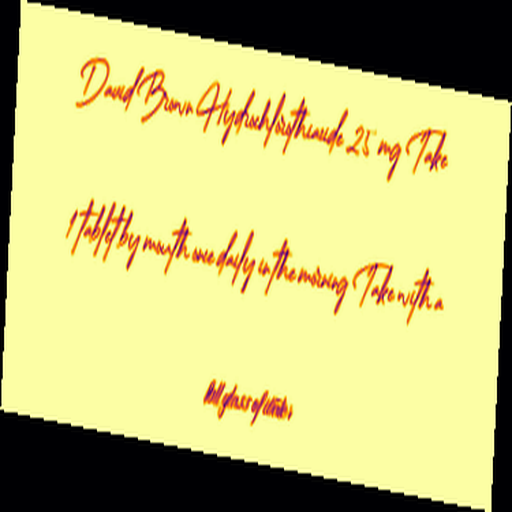 David Brown Hydrochlorothiazide 25 mg Take
1 tablet by mouth once daily in the morning Take with a
full glass of water